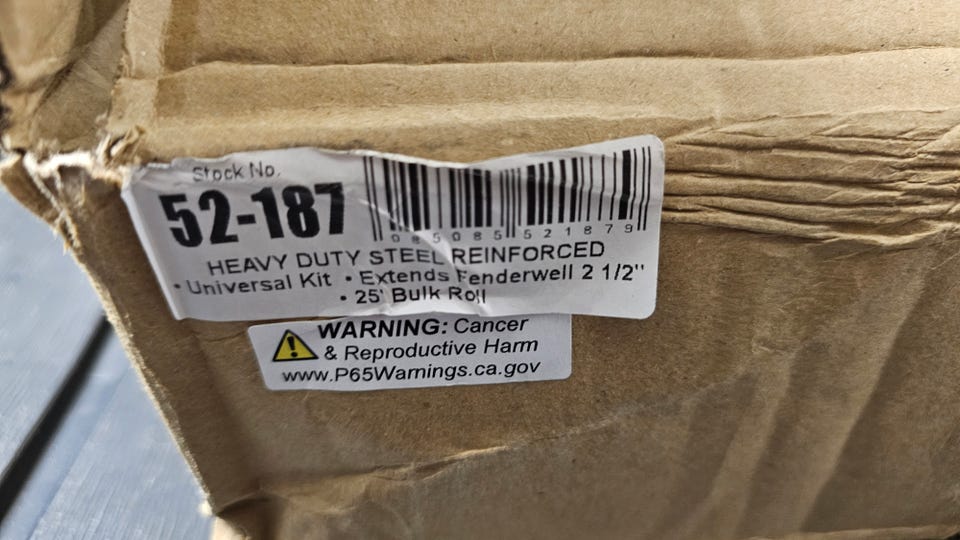 Stock No.
52-187
085085521879
HEAVY DUTY STEEL REINFORCED
• Universal Kit • Extends Fenderwell 2 1/2"
• 25' Bulk Roll
WARNING: Cancer
& Reproductive Harm
www.P65Warnings.ca.gov